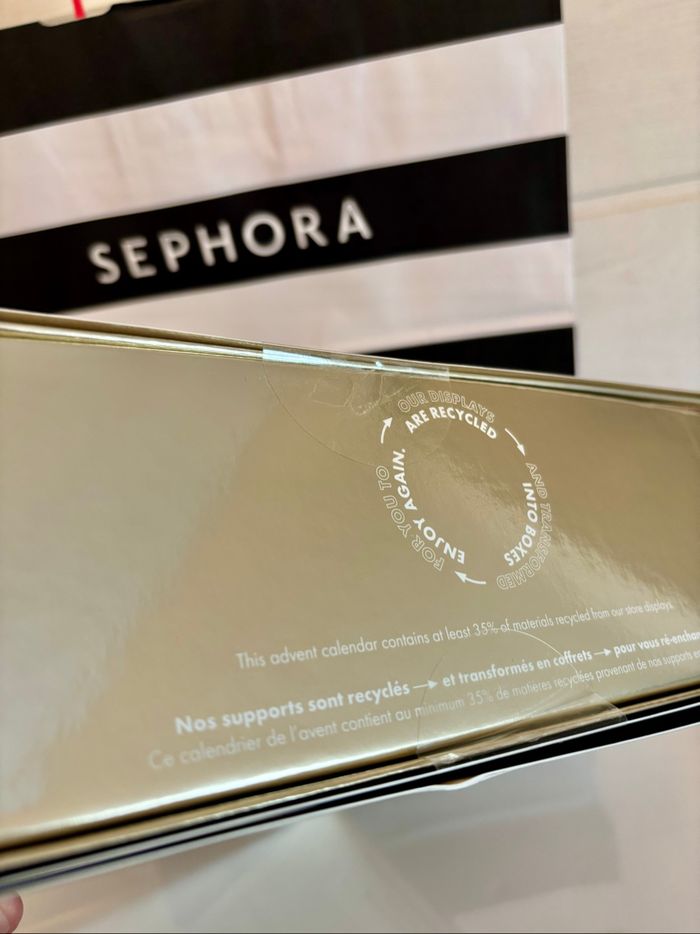 SEPHORA
OUR DISPLAYS
ARE RECYCLED
AND TRANSFORMED
INTO BOXES
FOR YOU TO
ENJOY AGAIN.
This advent calendar contains at least 35% of materials recycled from our store displays.
Nos supports sont recyclés → et transformés en coffrets → pour vous
Ce calendrier de l'avent contient au minimum 35% de matières recyclées provenant de nos supports